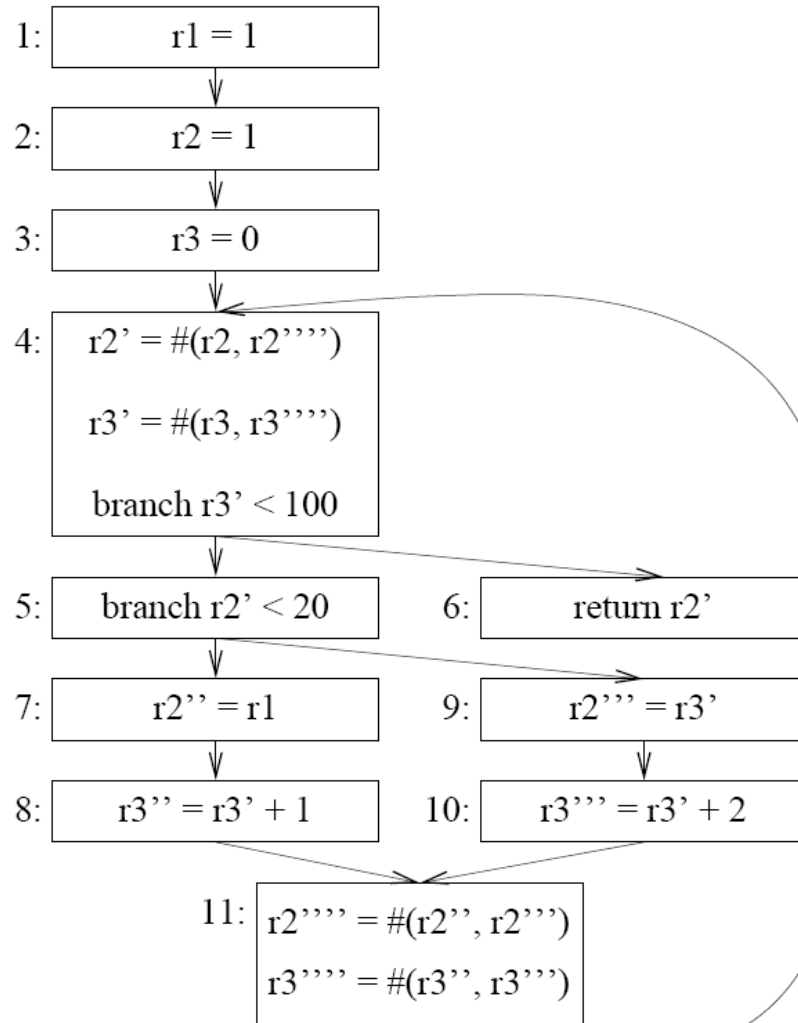 1: r1 = 1
2: r2 = 1
3: r3 = 0
4: r2’ = #(r2, r2’’’’)
r3’ = #(r3, r3’’’’)
branch r3’ < 100
5: branch r2’ < 20
6: return r2’
7: r2’’ = r1
9: r2’’’ = r3’
8: r3’’ = r3’ + 1
10: r3’’’ = r3’ + 2
11: r2’’’’ = #(r2’’, r2’’’)
r3’’’’ = #(r3’’, r3’’’)